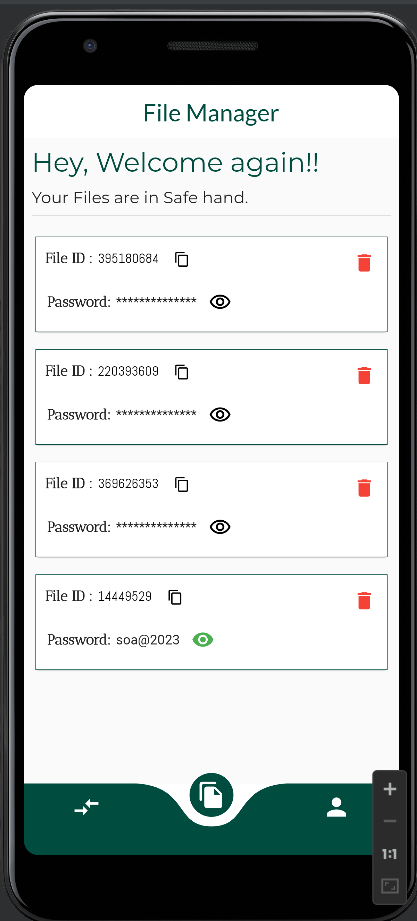 File Manager
Hey, Welcome again!!
Your Files are in Safe hand.
File ID : 395180684
Password: **************
File ID : 220393609
Password: **************
File ID : 369626353
Password: **************
File ID : 14449529
Password: soa@2023
1:1